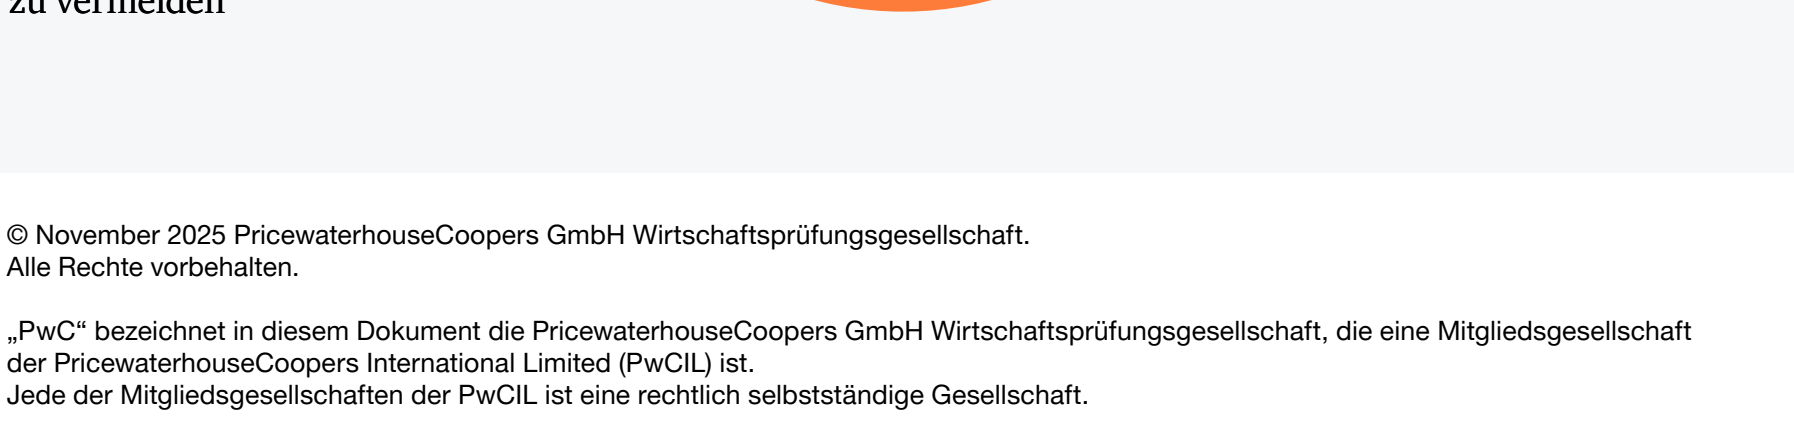 zu vermeiden
© November 2025 PricewaterhouseCoopers GmbH Wirtschaftsprüfungsgesellschaft.
Alle Rechte vorbehalten.
„PwC“ bezeichnet in diesem Dokument die PricewaterhouseCoopers GmbH Wirtschaftsprüfungsgesellschaft, die eine Mitgliedsgesellschaft
der PricewaterhouseCoopers International Limited (PwCIL) ist.
Jede der Mitgliedsgesellschaften der PwCIL ist eine rechtlich selbstständige Gesellschaft.